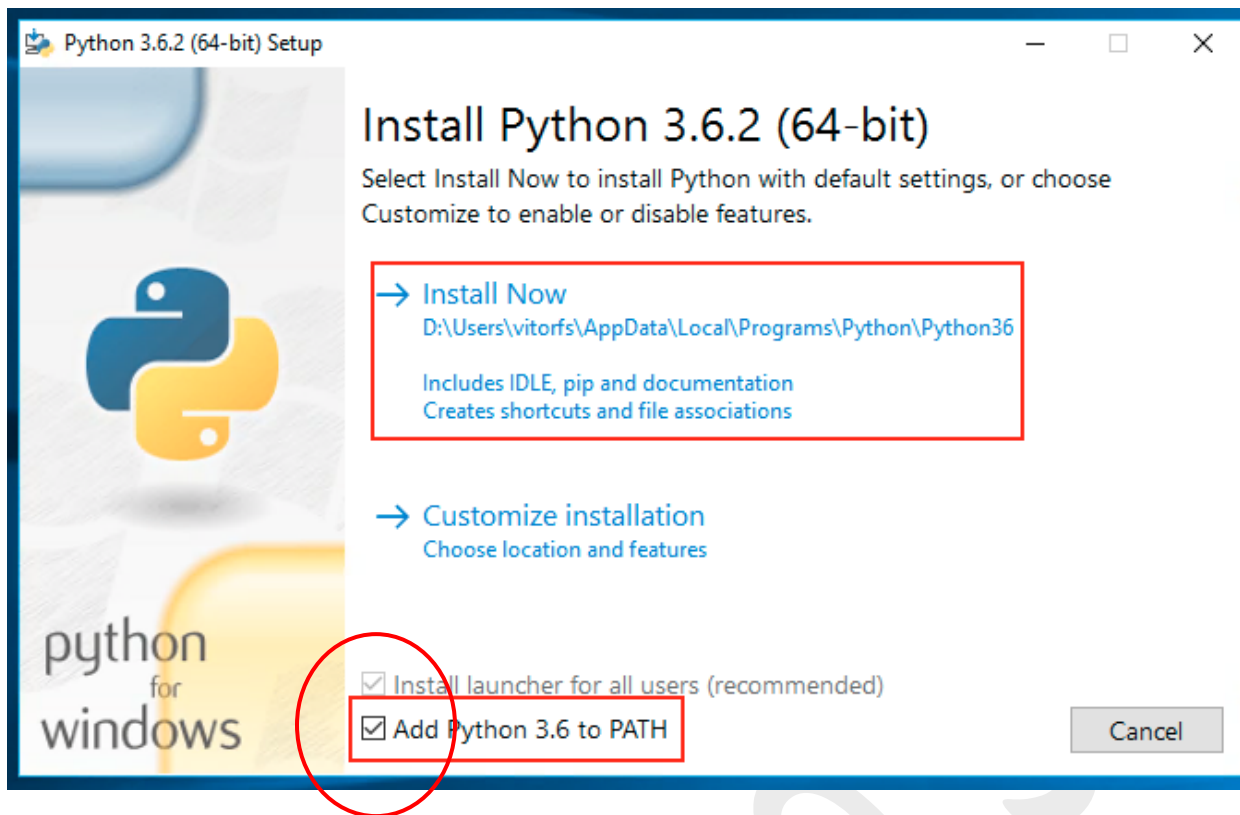 Python 3.6.2 (64-bit) Setup
Install Python 3.6.2 (64-bit)
Select Install Now to install Python with default settings, or choose
Customize to enable or disable features.
Install Now
D:\Users\vitorfs\AppData\Local\Programs\Python\Python36
Includes IDLE, pip and documentation
Creates shortcuts and file associations
Customize installation
Choose location and features
python
for
windows
Install launcher for all users (recommended)
Add Python 3.6 to PATH
Cancel